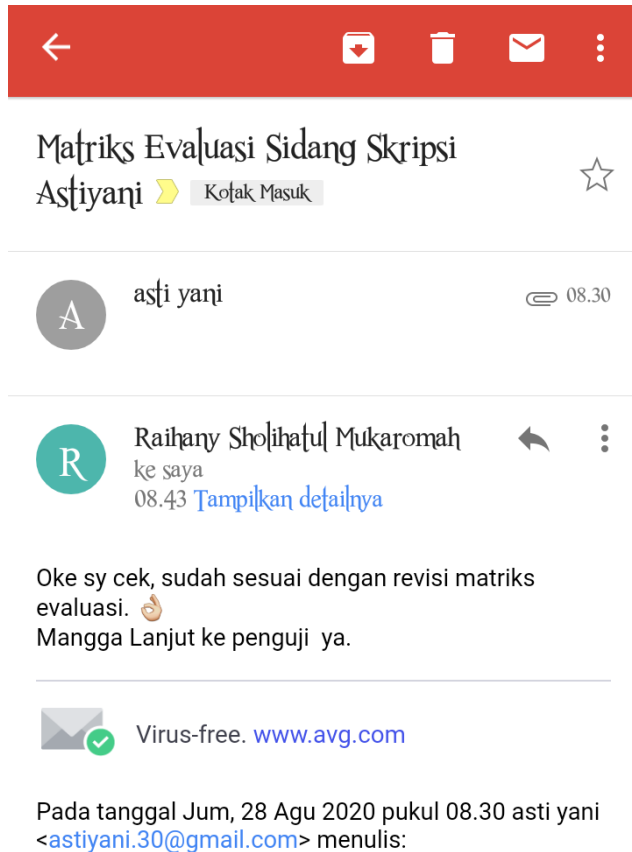 Matriks Evaluasi Sidang Skripsi
Astiyani Kotak Masuk
A
asti yani
08.30
R
Raihany Sholihatul Mukaromah
ke saya
08.43 Tampilkan detailnya
Oke sy cek, sudah sesuai dengan revisi matriks
evaluasi. 👌🏼
Mangga Lanjut ke penguji  ya.
Virus-free. www.avg.com
Pada tanggal Jum, 28 Agu 2020 pukul 08.30 asti yani
<astiyani.30@gmail.com> menulis: